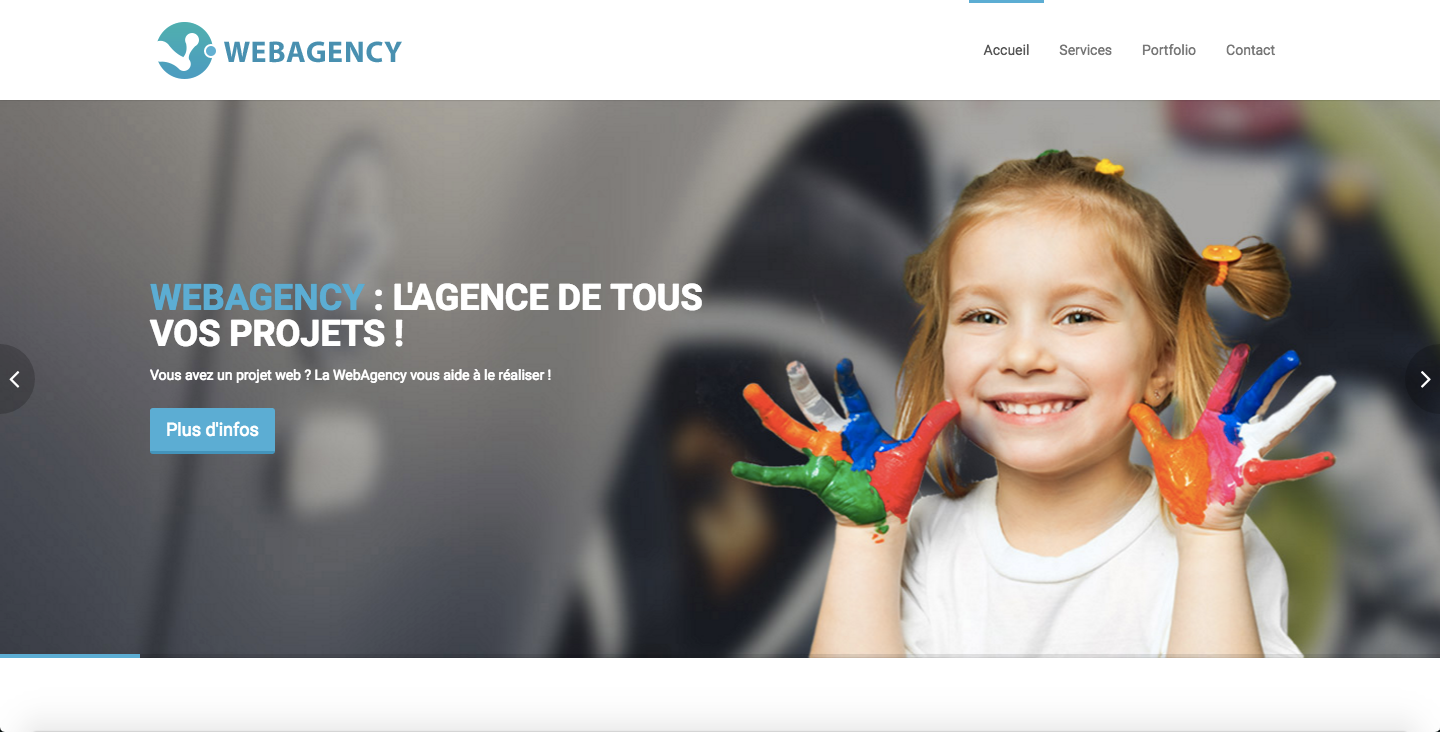 WEBAGENCY
Accueil
Services
Portfolio
Contact
WEBAGENCY : L'AGENCE DE TOUS
VOS PROJETS !
Vous avez un projet web ? La WebAgency vous aide à le réaliser !
Plus d'infos